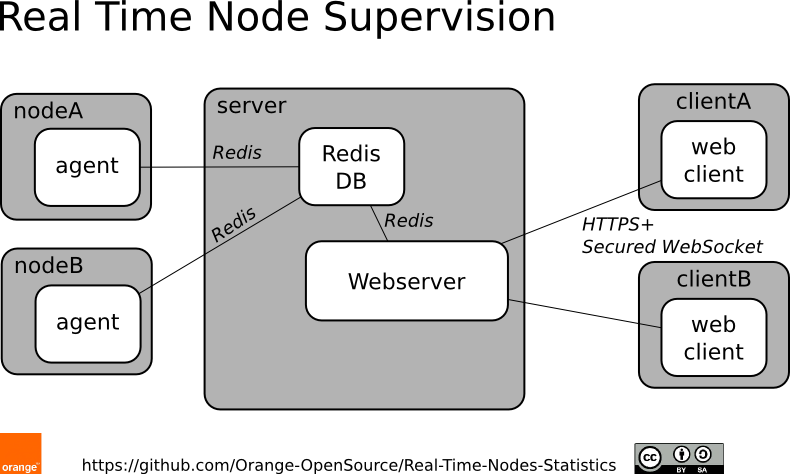 Real Time Node Supervision
nodeA
agent
nodeB
agent
server
Redis
Redis
Redis
DB
Redis
Webserver
HTTPS+
Secured WebSocket
clientA
web
client
clientB
web
client
orange
https://github.com/Orange-OpenSource/Real-Time-Nodes-Statistics
cc
BY SA